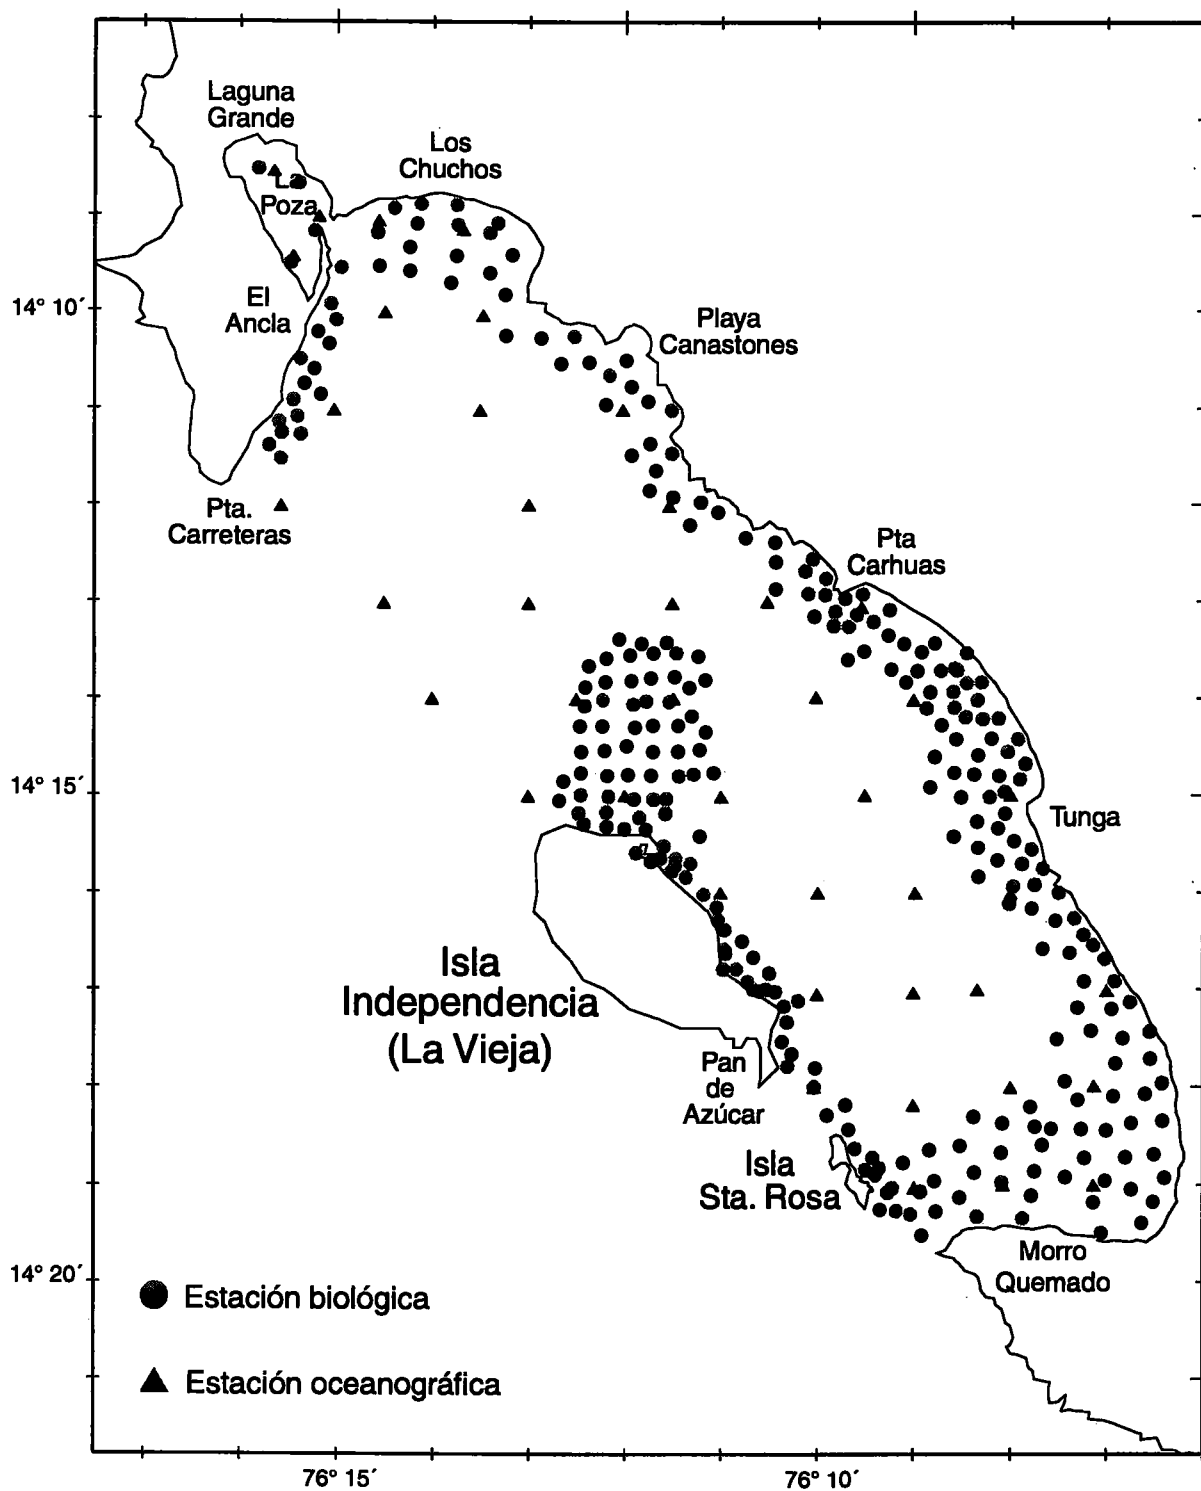 Laguna
Grande
Los
Chuchos
La
Poza
14° 10´
El
Ancla
Playa
Canastones
Pta.
Carreteras
Pta
Carhuas
14° 15´
Tunga
Isla
Independencia
(La Vieja)
Pan
de
Azúcar
Isla
Sta. Rosa
Morro
Quemado
14° 20´
Estación biológica
Estación oceanográfica
76° 15´
76° 10´